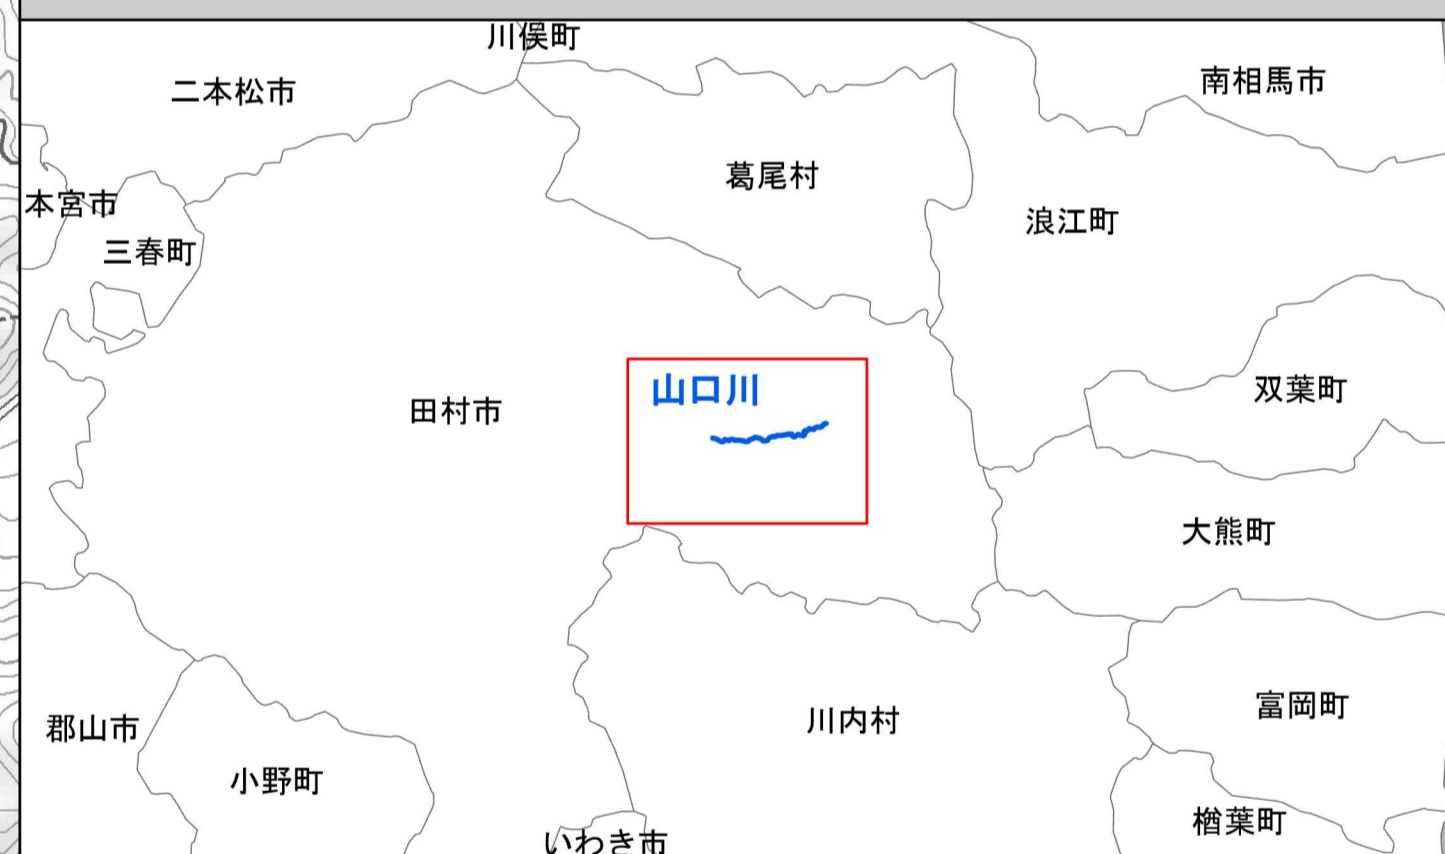 川俣町
二本松市
南相馬市
葛尾村
本宮市
浪江町
三春町
山口川
双葉町
田村市
大熊町
富岡町
川内村
郡山市
小野町
楢葉町
いわき市